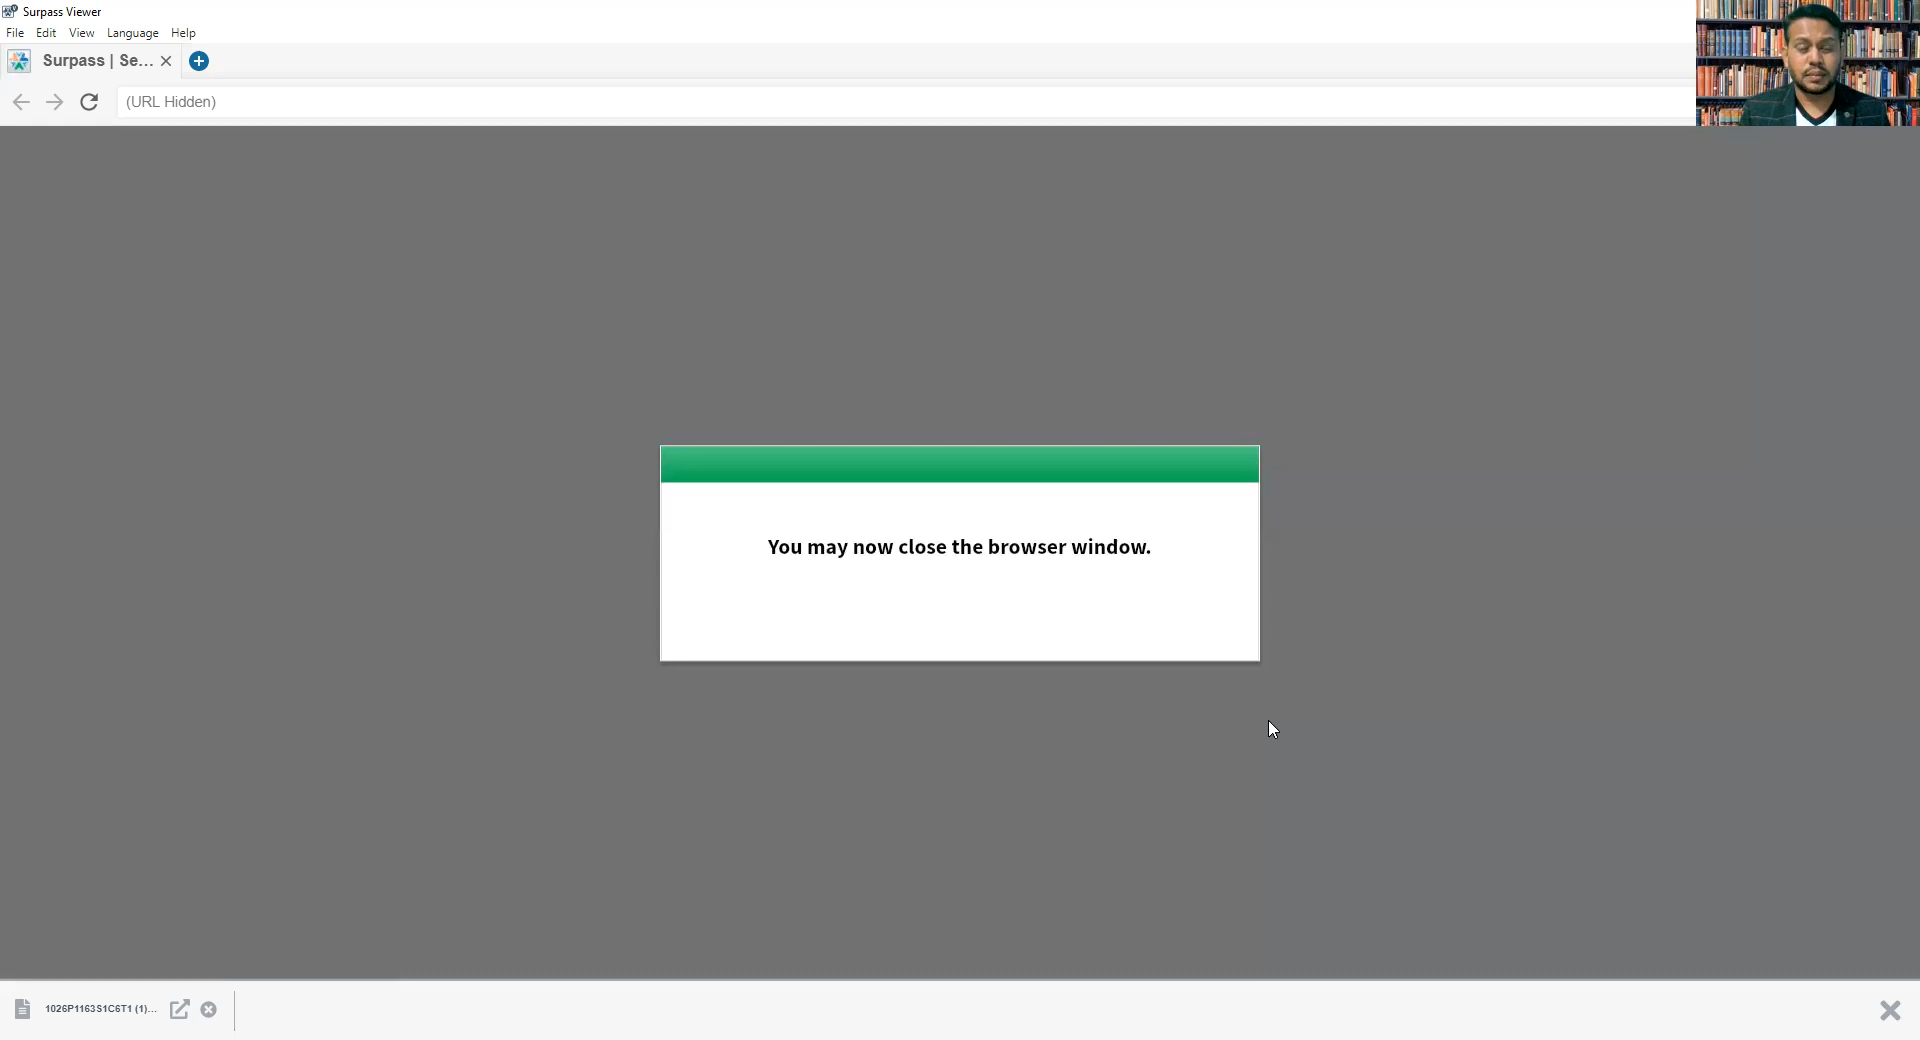 Surpass Viewer
File Edit View Language Help
Surpass | Se...
(URL Hidden)
You may now close the browser window.
1026P1163S1C6T1 (1)...